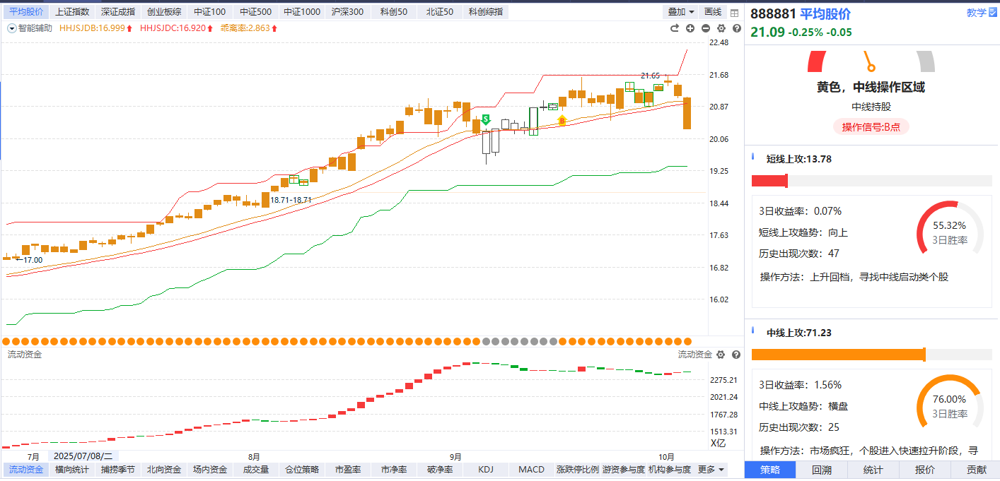 平均股价 上证指数 深证成指 创业板综 中证100 中证500 中证1000 沪深300 科创50 北证50 科创综指 叠加 画线
智能辅助 HHJSJDB:16.999 HHJSJDC:16.920 乖离率:2.863
22.48
21.68
21.65
20.87
S
B
20.06
19.25
18.71-18.71
18.44
17.63
17.00
16.82
16.02
流动资金 流动资金
2275.21
2021.24
1767.28
1513.31
X亿
7月 2025/07/08/二 8月 9月 10月
流动资金 横向统计 捕捞季节 北向资金 场内资金 成交量 仓位策略 市盈率 市净率 破净率 KDJ MACD 涨跌停比例 游资参与度 机构参与度 更多
888881 平均股价 教学
21.09 -0.25% -0.05
黄色，中线操作区域
中线持股
操作信号:B点
短线上攻:13.78
3日收益率：0.07%
短线上攻趋势：向上
历史出现次数：47
55.32%
3日胜率
操作方法：上升回档，寻找中线启动类个股
中线上攻:71.23
3日收益率：1.56%
中线上攻趋势：横盘
历史出现次数：25
76.00%
3日胜率
操作方法：市场疯狂，个股进入快速拉升阶段，寻
策略 回溯 统计 报价 贡献